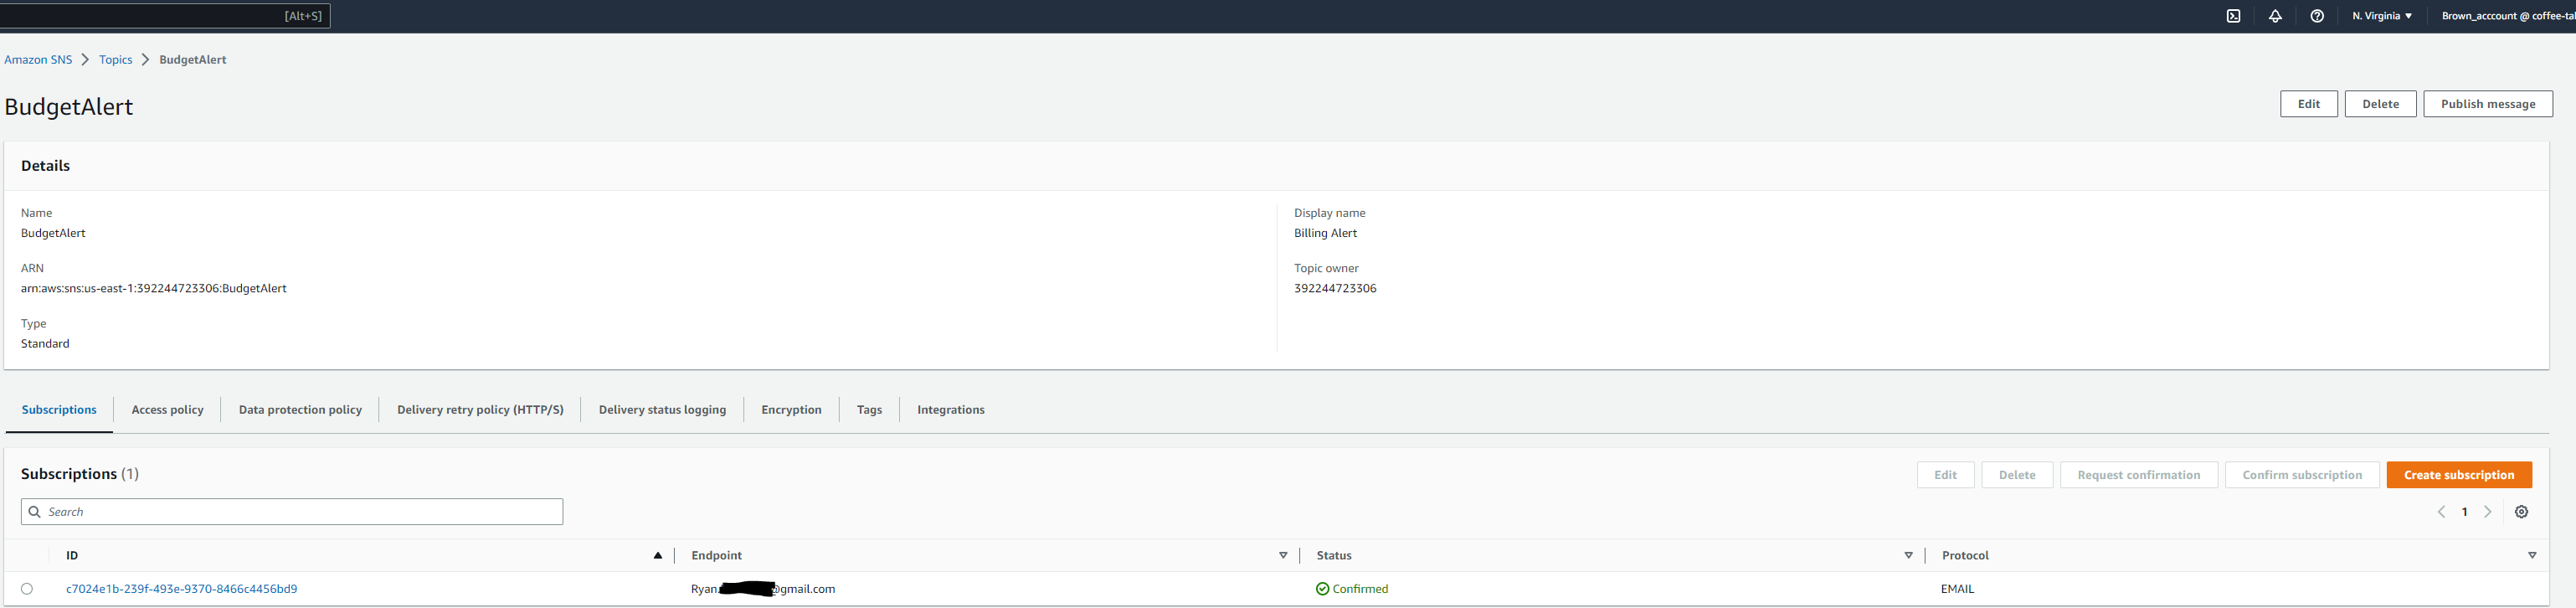 [Alt+S]
N. Virginia
Brown_acccount @ coffee-tal
Amazon SNS > Topics > BudgetAlert
BudgetAlert
Edit
Delete
Publish message
Details
Name
BudgetAlert
Display name
Billing Alert
ARN
arn:aws:sns:us-east-1:392244723306:BudgetAlert
Topic owner
392244723306
Type
Standard
Subscriptions
Access policy
Data protection policy
Delivery retry policy (HTTP/S)
Delivery status logging
Encryption
Tags
Integrations
Subscriptions (1)
Edit
Delete
Request confirmation
Confirm subscription
Create subscription
Search
1
ID
Endpoint
Status
Protocol
c7024e1b-239f-493e-9370-8466c4456bd9
Ryan. @gmail.com
Confirmed
EMAIL